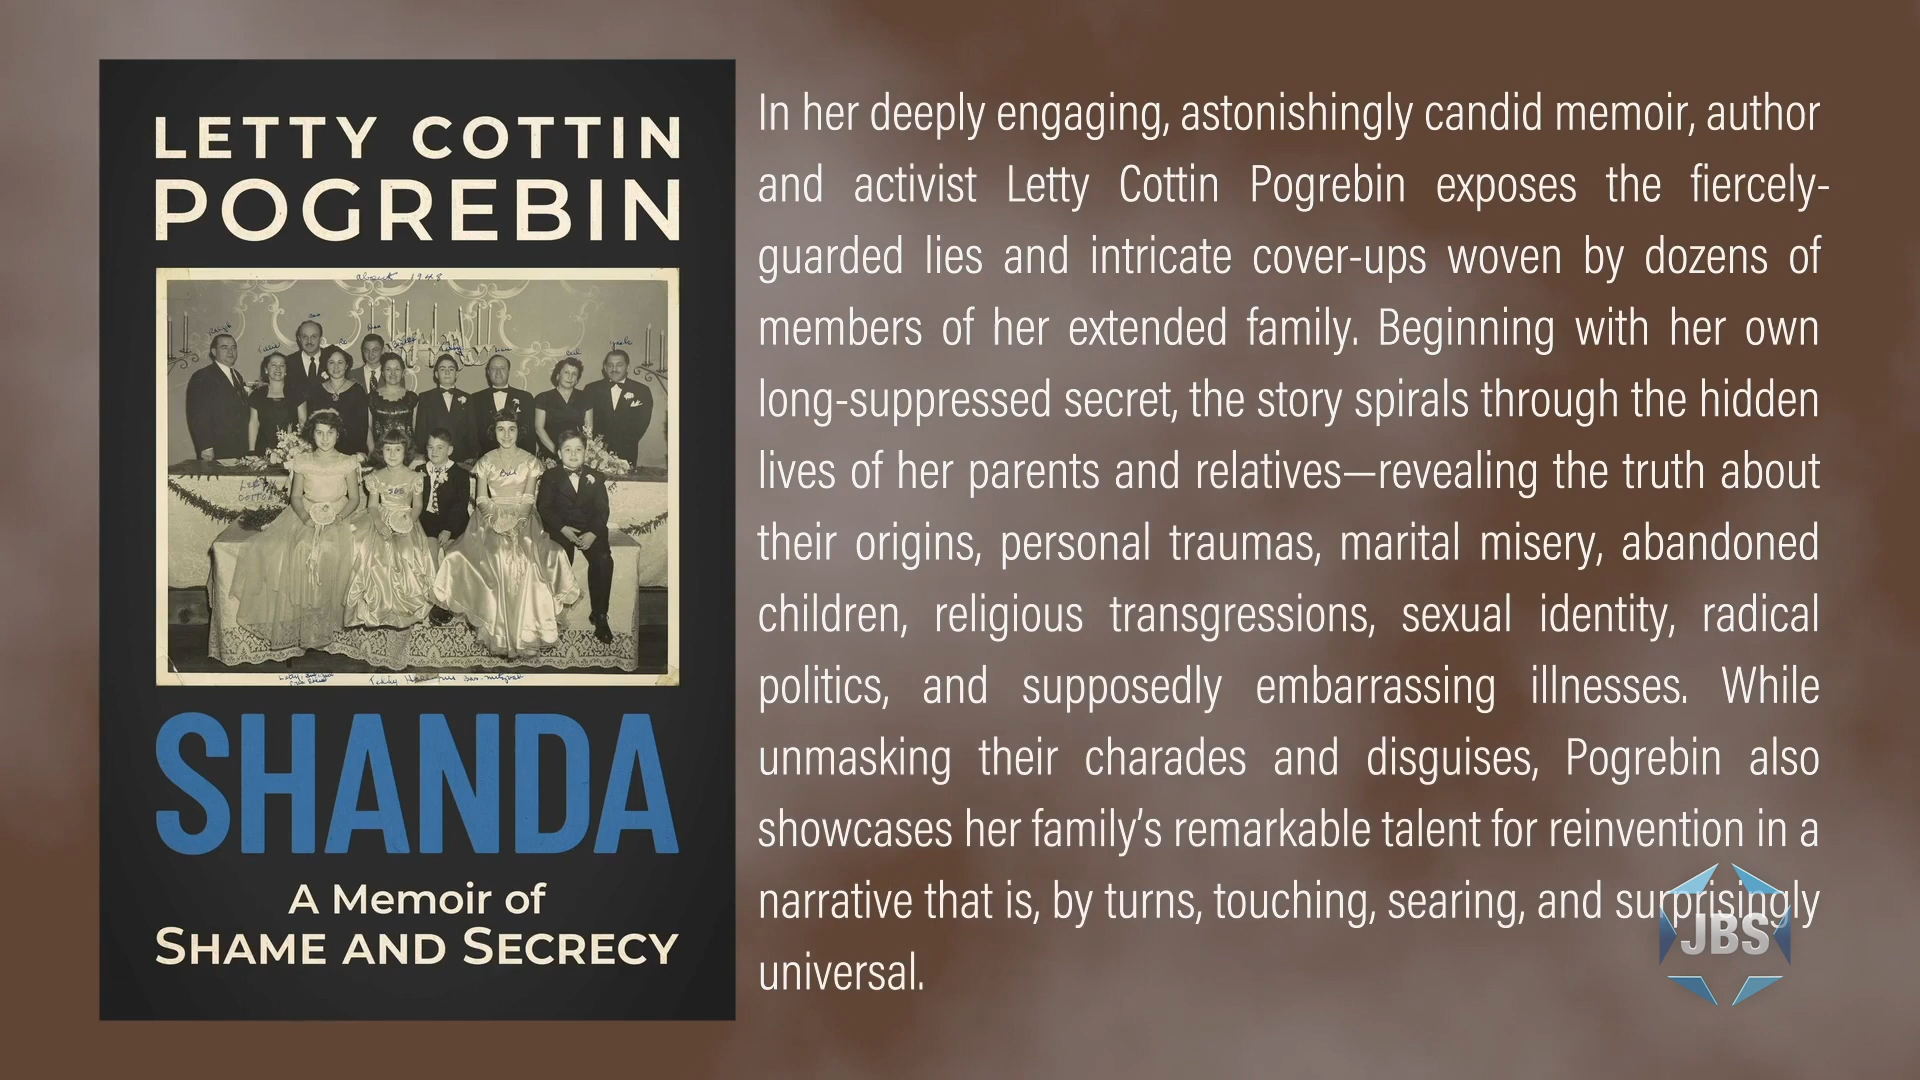 LETTY COTTIN
POGREBIN
about 1948
SHANDA
A Memoir of
SHAME AND SECRECY
In her deeply engaging, astonishingly candid memoir, author
and activist Letty Cottin Pogrebin exposes the fiercely-
guarded lies and intricate cover-ups woven by dozens of
members of her extended family. Beginning with her own
long-suppressed secret, the story spirals through the hidden
lives of her parents and relatives—revealing the truth about
their origins, personal traumas, marital misery, abandoned
children, religious transgressions, sexual identity, radical
politics, and supposedly embarrassing illnesses. While
unmasking their charades and disguises, Pogrebin also
showcases her family’s remarkable talent for reinvention in a
narrative that is, by turns, touching, searing, and surprisingly
universal.
JBS